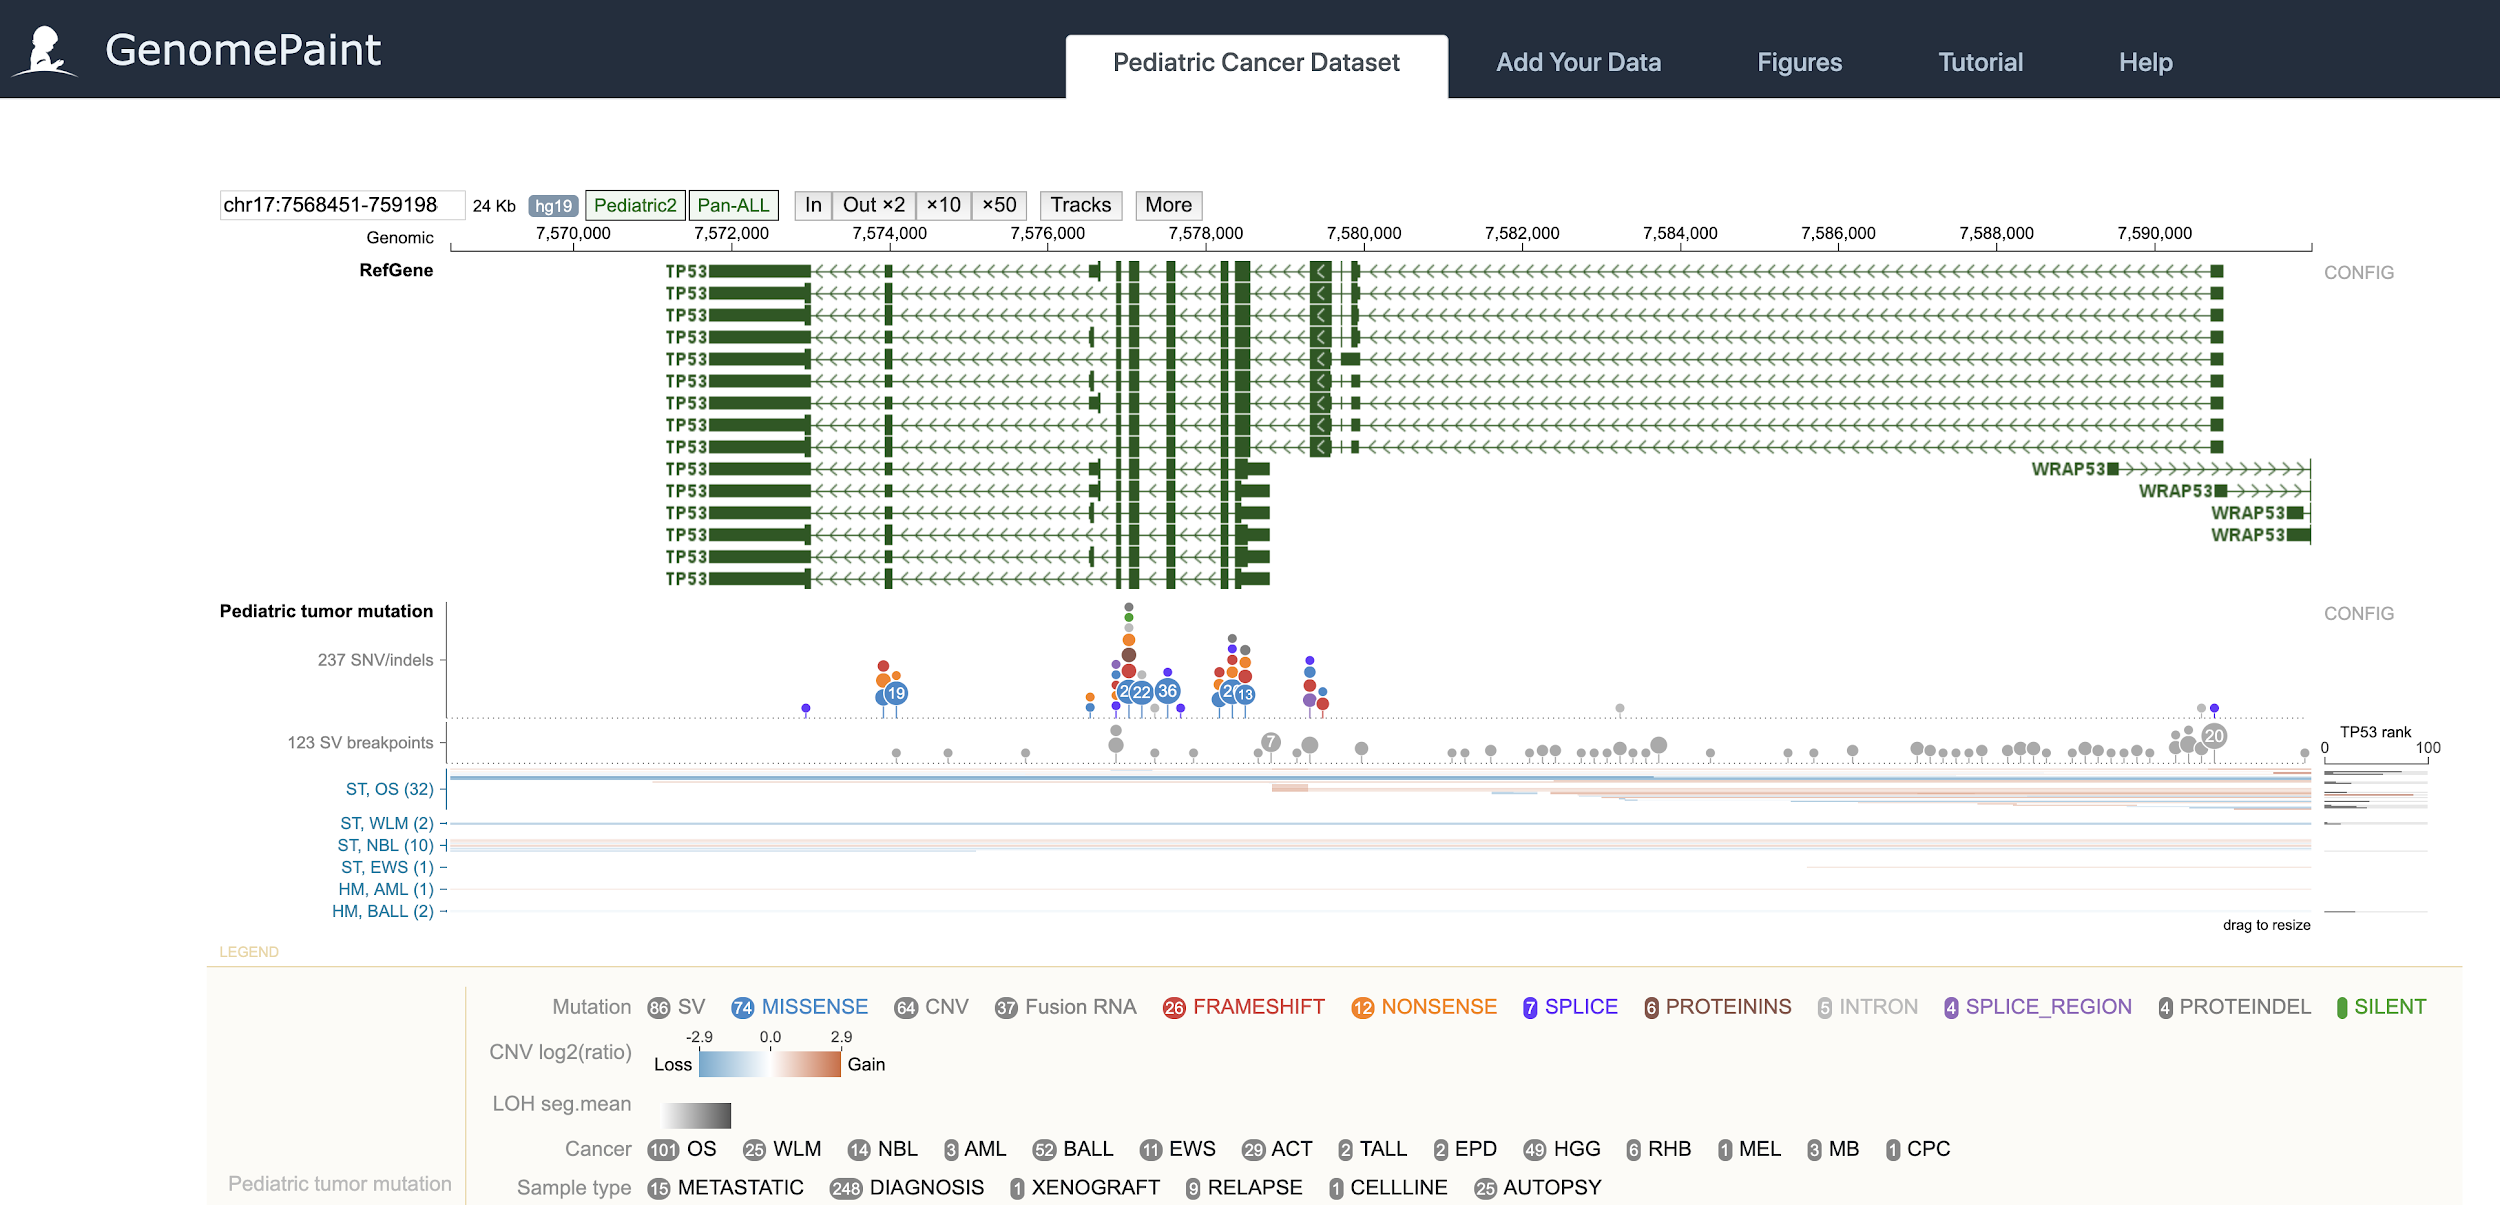 GenomePaint
Pediatric Cancer Dataset Add Your Data Figures Tutorial Help
chr17:7568451-759198 24 Kb hg19 Pediatric2 Pan-ALL In Out ×2 ×10 ×50 Tracks More
Genomic 7,570,000 7,572,000 7,574,000 7,576,000 7,578,000 7,580,000 7,582,000 7,584,000 7,586,000 7,588,000 7,590,000
RefGene TP53 CONFIG
TP53
TP53
TP53
TP53
TP53
TP53
TP53
TP53
TP53 WRAP53
TP53 WRAP53
TP53 WRAP53
TP53 WRAP53
TP53
TP53
Pediatric tumor mutation CONFIG
237 SNV/indels
19 22 36 13
123 SV breakpoints 7 20
TP53 rank
0 100
ST, OS (32)
ST, WLM (2)
ST, NBL (10)
ST, EWS (1)
HM, AML (1)
HM, BALL (2)
drag to resize
LEGEND
Mutation 86 SV 74 MISSENSE 64 CNV 37 Fusion RNA 26 FRAMESHIFT 12 NONSENSE 7 SPLICE 6 PROTEININS 5 INTRON 4 SPLICE_REGION 4 PROTEINDEL SILENT
-2.9 0.0 2.9
CNV log2(ratio) Loss Gain
LOH seg.mean
Cancer 101 OS 25 WLM 14 NBL 3 AML 52 BALL 11 EWS 29 ACT 2 TALL 2 EPD 49 HGG 6 RHB 1 MEL 3 MB 1 CPC
Pediatric tumor mutation Sample type 15 METASTATIC 248 DIAGNOSIS 1 XENOGRAFT 9 RELAPSE 1 CELLLINE 25 AUTOPSY